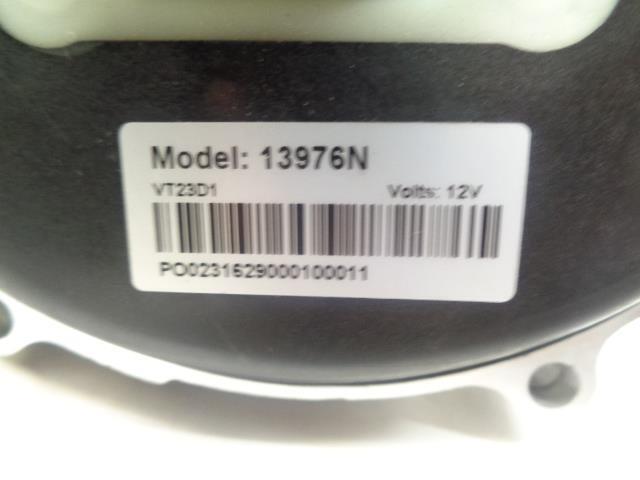 Model: 13976N
VT23D1 Volts: 12V
PO0231629000100011